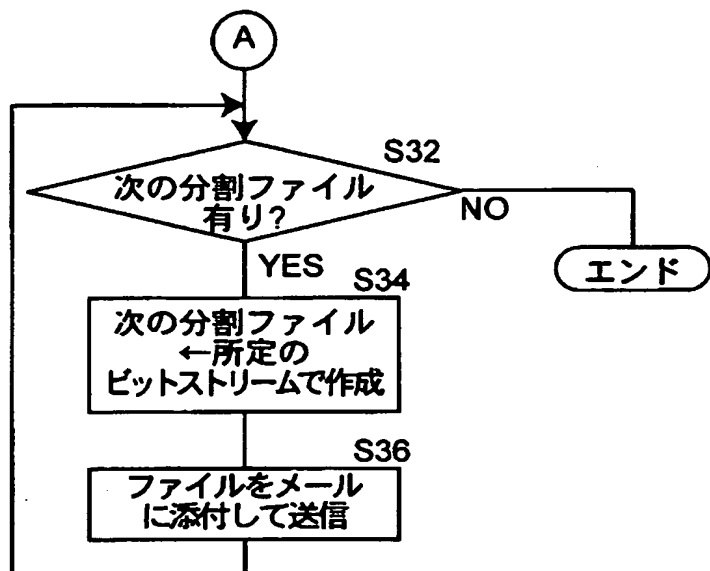 A
S32
次の分割ファイル
有り?
NO
エンド
YES
S34
次の分割ファイル
←所定の
ビットストリームで作成
S36
ファイルをメール
に添付して送信